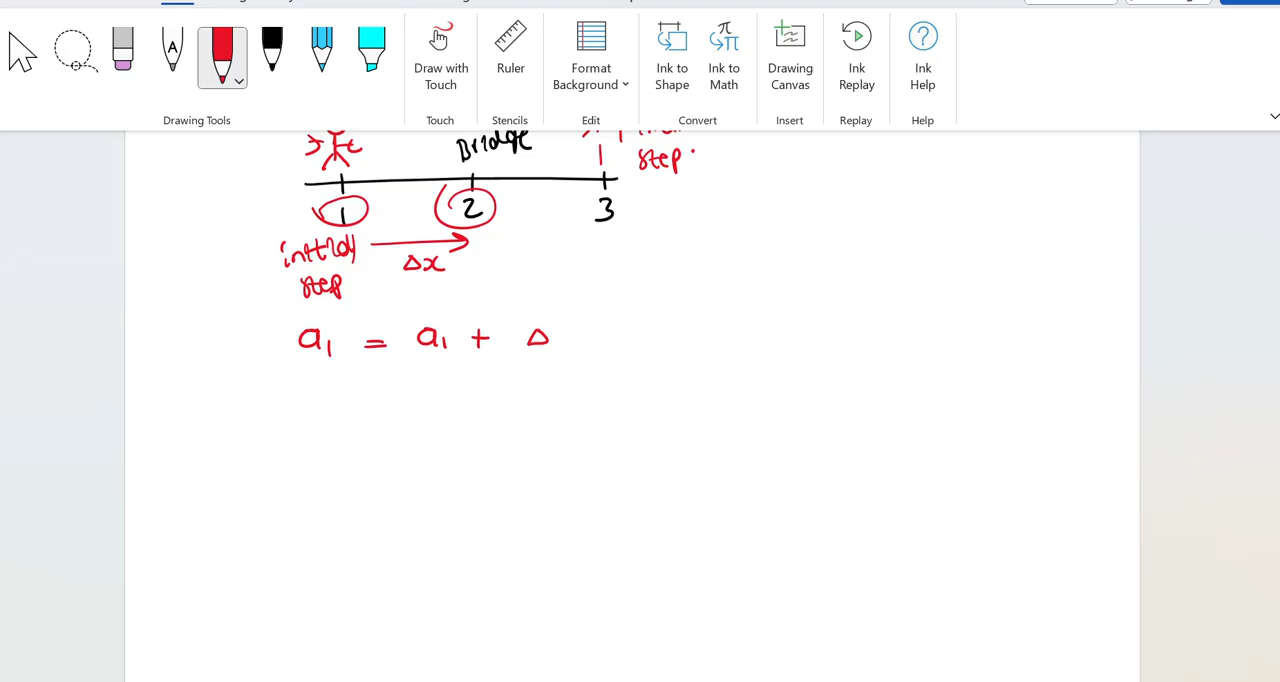 A
π
ππ
Draw with Touch
Ruler
Format Background
Ink to Shape
Ink to Math
Drawing Canvas
Ink Replay
Ink Help
?
Drawing Tools
Touch
Stencils
Edit
Convert
Insert
Replay
Help
Bridge
step.
1 2 3
initial
step
Δx
a₁ = a₁ + Δ